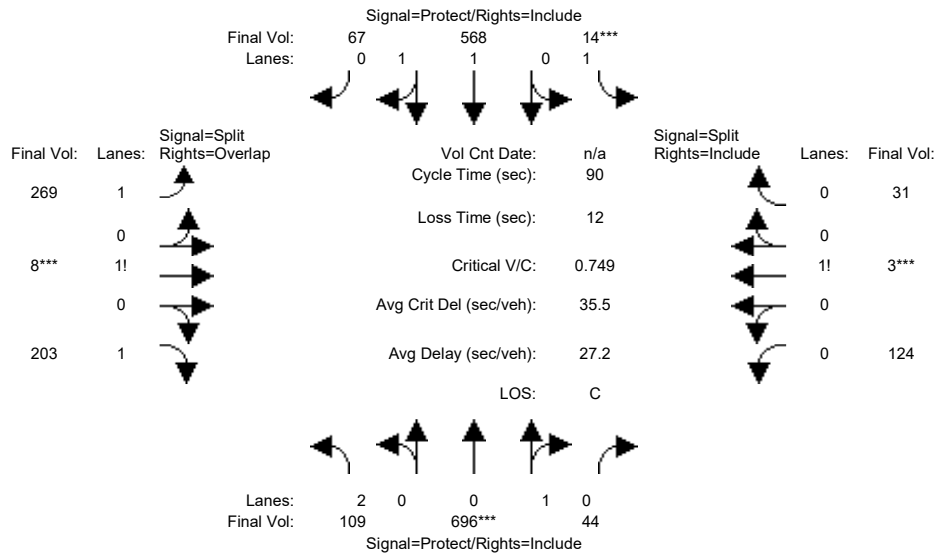 Signal=Protect/Rights=Include
Final Vol: 67 568 14***
Lanes: 0 1 1 0 1
Signal=Split
Final Vol: Lanes: Rights=Overlap
Vol Cnt Date: n/a
Signal=Split
Rights=Include Lanes: Final Vol:
Cycle Time (sec): 90
269 1
0 31
Loss Time (sec): 12
0
0
8*** 1!
Critical V/C: 0.749
1! 3***
0
Avg Crit Del (sec/veh): 35.5
0
203 1
Avg Delay (sec/veh): 27.2
0 124
LOS: C
Lanes: 2 0 0 1 0
Final Vol: 109 696*** 44
Signal=Protect/Rights=Include